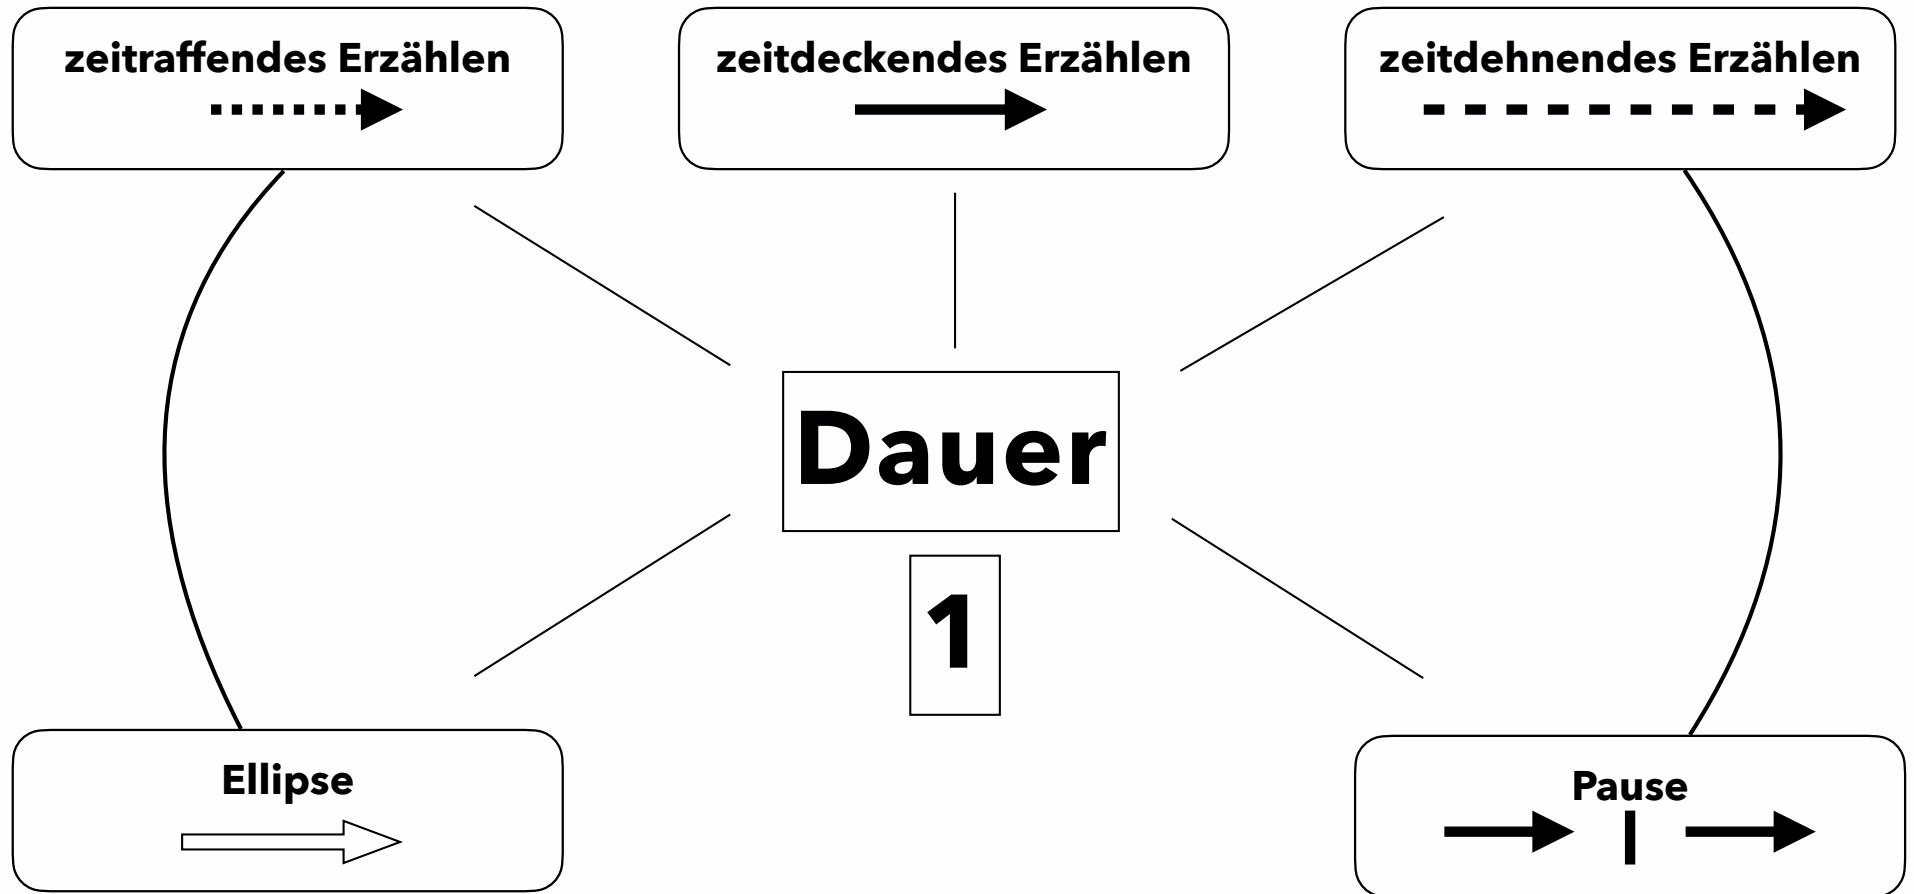 zeitraffendes Erzählen
zeitdeckendes Erzählen
zeitdehnendes Erzählen
Dauer
1
Ellipse
Pause